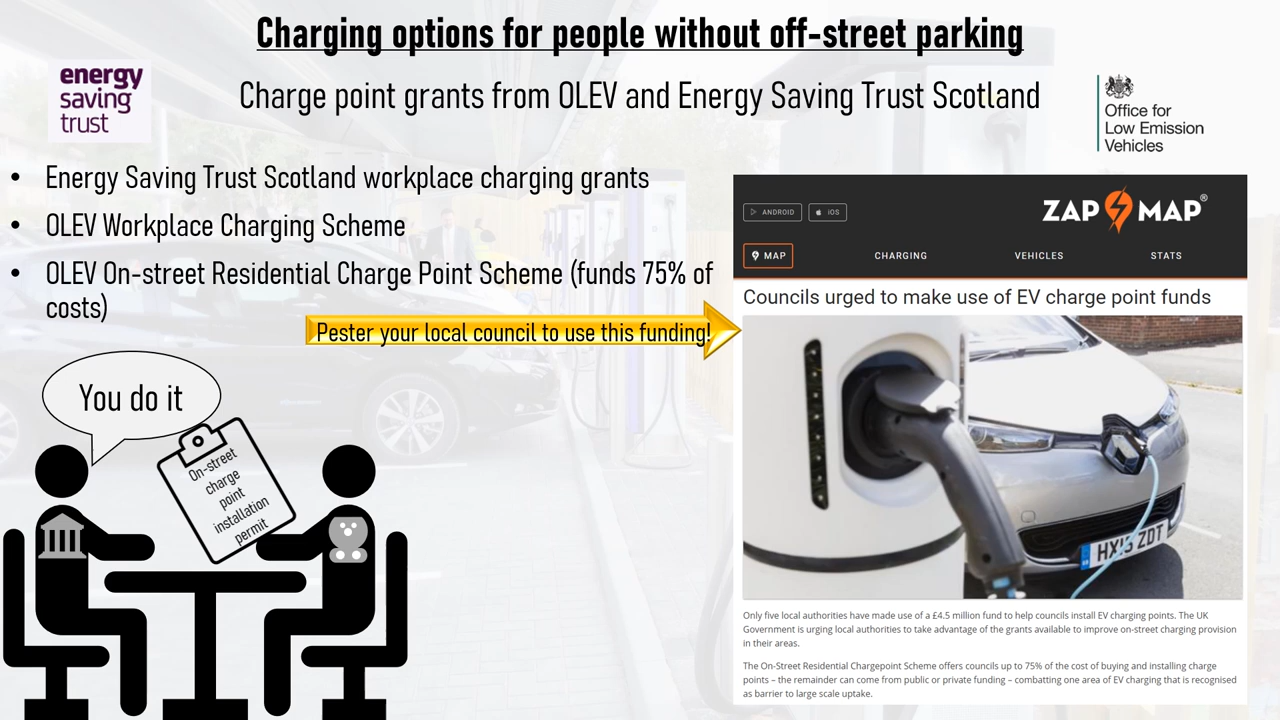 Charging options for people without off-street parking
energy
saving
trust
Charge point grants from OLEV and Energy Saving Trust Scotland
Office for
Low Emission
Vehicles
• Energy Saving Trust Scotland workplace charging grants
• OLEV Workplace Charging Scheme
• OLEV On-street Residential Charge Point Scheme (funds 75% of
costs)
Pester your local council to use this funding!
You do it
On-street
charge
point
installation
permit
ANDROID
iOS
ZAP MAP®
MAP
CHARGING
VEHICLES
STATS
Councils urged to make use of EV charge point funds
ZDT
Only five local authorities have made use of a £4.5 million fund to help councils install EV charging points. The UK
Government is urging local authorities to take advantage of the grants available to improve on-street charging provision
in their areas.
The On-Street Residential Chargepoint Scheme offers councils up to 75% of the cost of buying and installing charge
points – the remainder can come from public or private funding – combatting one area of EV charging that is recognised
as barrier to large scale uptake.